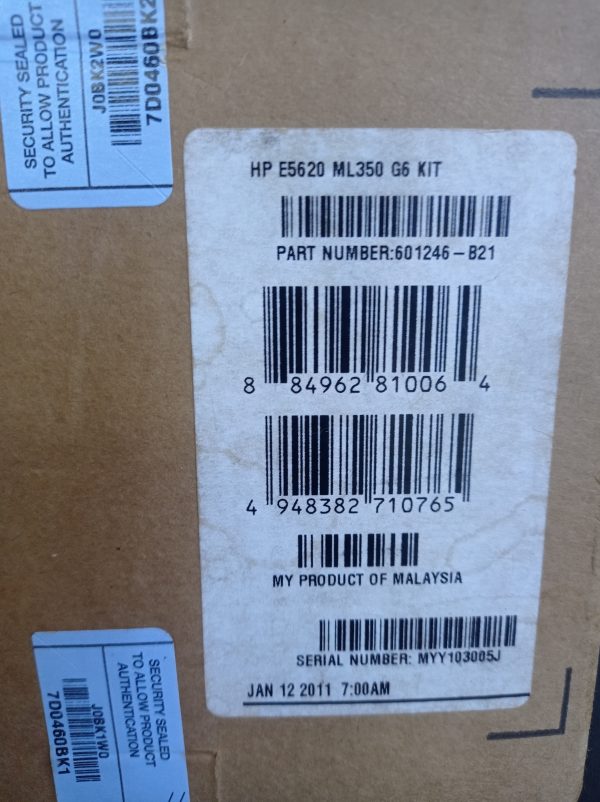 SECURITY SEALED
TO ALLOW PRODUCT
AUTHENTICATION
J0BK2W0
7D0460BK2
HP E5620 ML350 G6 KIT
PART NUMBER:601246-B21
8 84962 81006 4
4 948382 710765
MY PRODUCT OF MALAYSIA
SERIAL NUMBER: MYY103005J
JAN 12 2011 7:00AM
SECURITY SEALED
TO ALLOW PRODUCT
AUTHENTICATION
J0BK1W0
7D0460BK1